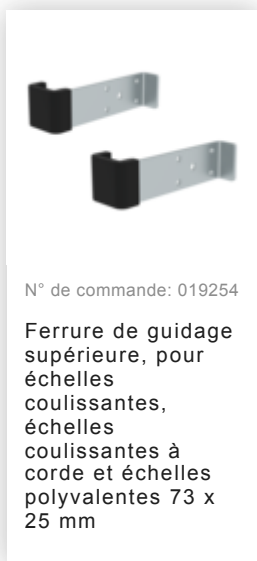 N° de commande: 019254
Ferrure de guidage
supérieure, pour
échelles
coulissantes,
échelles
coulissantes à
corde et échelles
polyvalentes 73 x
25 mm